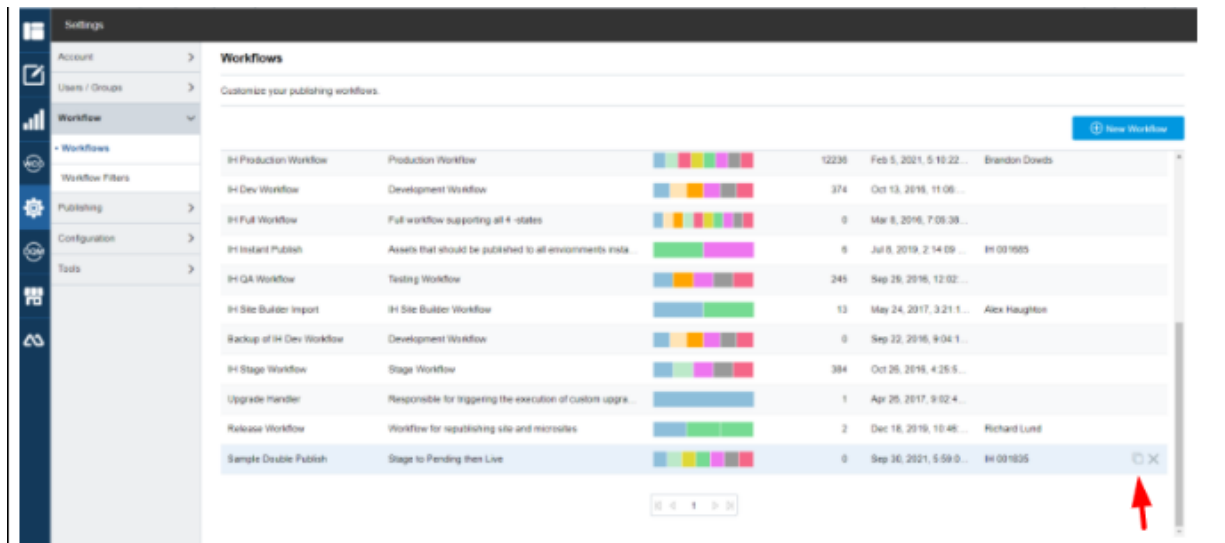 Settings
Account
Users / Groups
Workflow
Workflows
Workflow Filters
Publishing
Configuration
Tools
WCO
DQM
Workflows
Customize your publishing workflows.
New Workflow
IH Production Workflow Production Workflow 12236 Feb 5, 2021, 5:10:22... Brandon Dowds
IH Dev Workflow Development Workflow 374 Oct 13, 2016, 11:06:...
IH Full Workflow Full workflow supporting all 4 -states 0 Mar 8, 2016, 7:05:38...
IH Instant Publish Assets that should be published to all enviornments insta... 6 Jul 8, 2019, 2:14:09 ... IH 001685
IH QA Workflow Testing Workflow 245 Sep 29, 2016, 12:02:...
IH Site Builder Import IH Site Builder Workflow 13 May 24, 2017, 3:21:1... Alex Haughton
Backup of IH Dev Workflow Development Workflow 0 Sep 22, 2016, 9:04:1...
IH Stage Workflow Stage Workflow 384 Oct 26, 2016, 4:25:5...
Upgrade Handler Responsible for triggering the execution of custom upgra... 1 Apr 26, 2017, 9:02:4...
Release Workflow Workflow for republishing site and microsites 2 Dec 18, 2019, 10:46:... Richard Lund
Sample Double Publish Stage to Pending then Live 0 Sep 30, 2021, 5:59:0... IH 001835
1